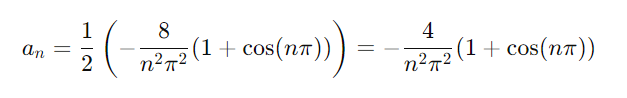 $a_n = \frac{1}{2}\left(-\frac{8}{n^2\pi^2}(1+\cos(n\pi))\right) = -\frac{4}{n^2\pi^2}(1+\cos(n\pi))$